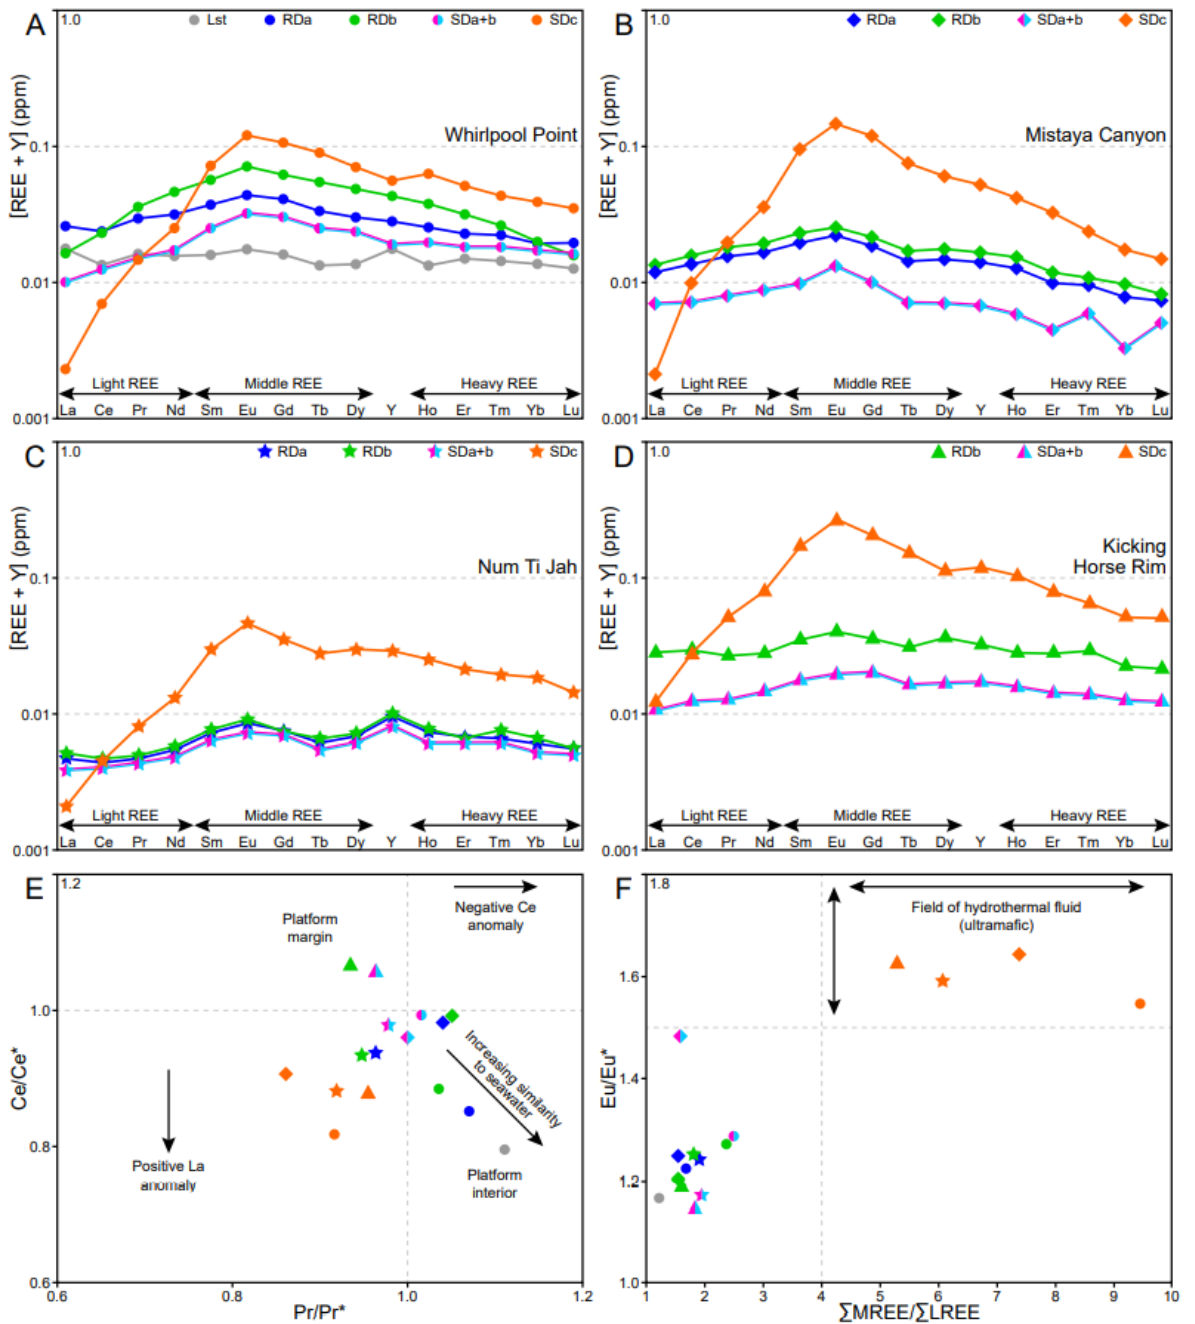 A
1.0
Lst
RDa
RDb
SDa+b
SDc
[REE + Y] (ppm)
Whirlpool Point
0.1
0.01
0.001
Light REE
Middle REE
Heavy REE
La Ce Pr Nd Sm Eu Gd Tb Dy Y Ho Er Tm Yb Lu
B
1.0
RDa
RDb
SDa+b
SDc
[REE + Y] (ppm)
Mistaya Canyon
0.1
0.01
0.001
Light REE
Middle REE
Heavy REE
La Ce Pr Nd Sm Eu Gd Tb Dy Y Ho Er Tm Yb Lu
C
1.0
RDa
RDb
SDa+b
SDc
[REE + Y] (ppm)
Num Ti Jah
0.1
0.01
0.001
Light REE
Middle REE
Heavy REE
La Ce Pr Nd Sm Eu Gd Tb Dy Y Ho Er Tm Yb Lu
D
1.0
RDb
SDa+b
SDc
[REE + Y] (ppm)
Kicking
Horse Rim
0.1
0.01
0.001
Light REE
Middle REE
Heavy REE
La Ce Pr Nd Sm Eu Gd Tb Dy Y Ho Er Tm Yb Lu
E
1.2
Platform
margin
Negative Ce
anomaly
1.0
Ce/Ce*
Increasing similarity
to seawater
0.8
Positive La
anomaly
Platform
interior
0.6
0.6 0.8 1.0 1.2
Pr/Pr*
F
1.8
Field of hydrothermal fluid
(ultramafic)
1.6
Eu/Eu*
1.4
1.2
1.0
1 2 3 4 5 6 7 8 9 10
∑MREE/∑LREE